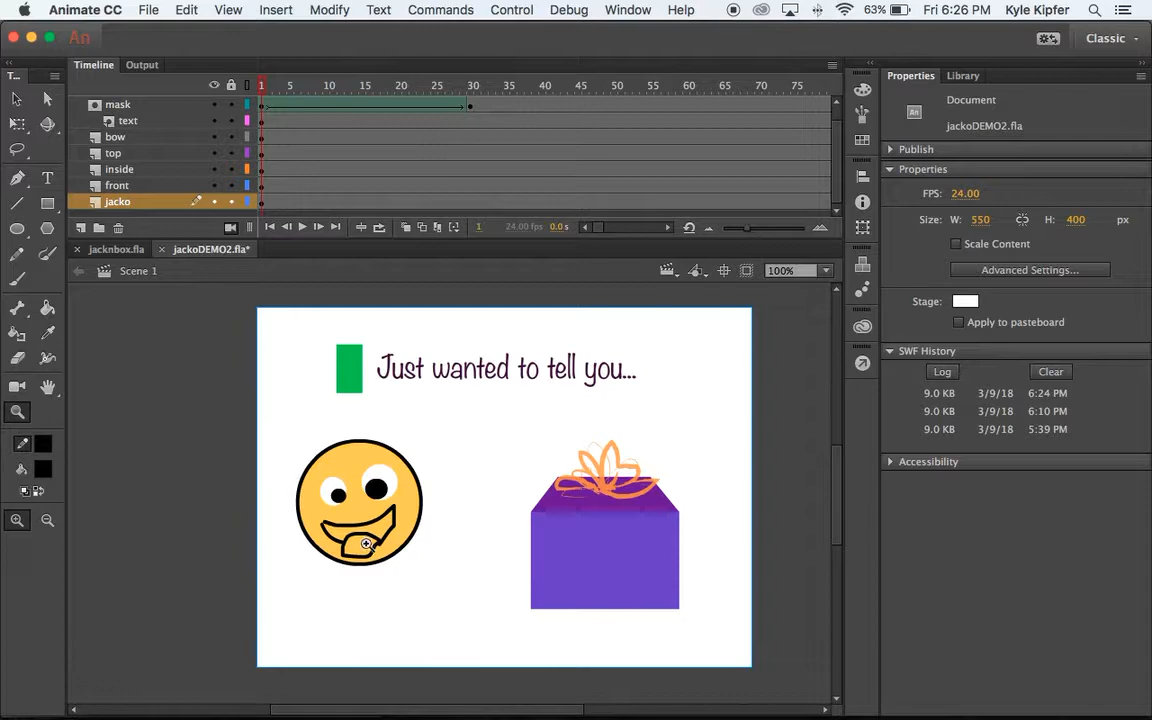 Animate CC File Edit View Insert Modify Text Commands Control Debug Window Help 63% Fri 6:26 PM Kyle Kipfer
An Classic
Timeline Output
T...
1 5 10 15 20 25 30 35 40 45 50 55 60 65 70 75
mask
text
bow
top
inside
front
jacko
1 24.00 fps 0.0 s
jacknbox.fla jackoDEMO2.fla*
Scene 1 100%
Just wanted to tell you...
Properties Library
An Document
jackoDEMO2.fla
Publish
Properties
FPS: 24.00
Size: W: 550 H: 400 px
Scale Content
Advanced Settings...
Stage:
Apply to pasteboard
SWF History
Log Clear
9.0 KB 3/9/18 6:24 PM
9.0 KB 3/9/18 6:10 PM
9.0 KB 3/9/18 5:39 PM
Accessibility